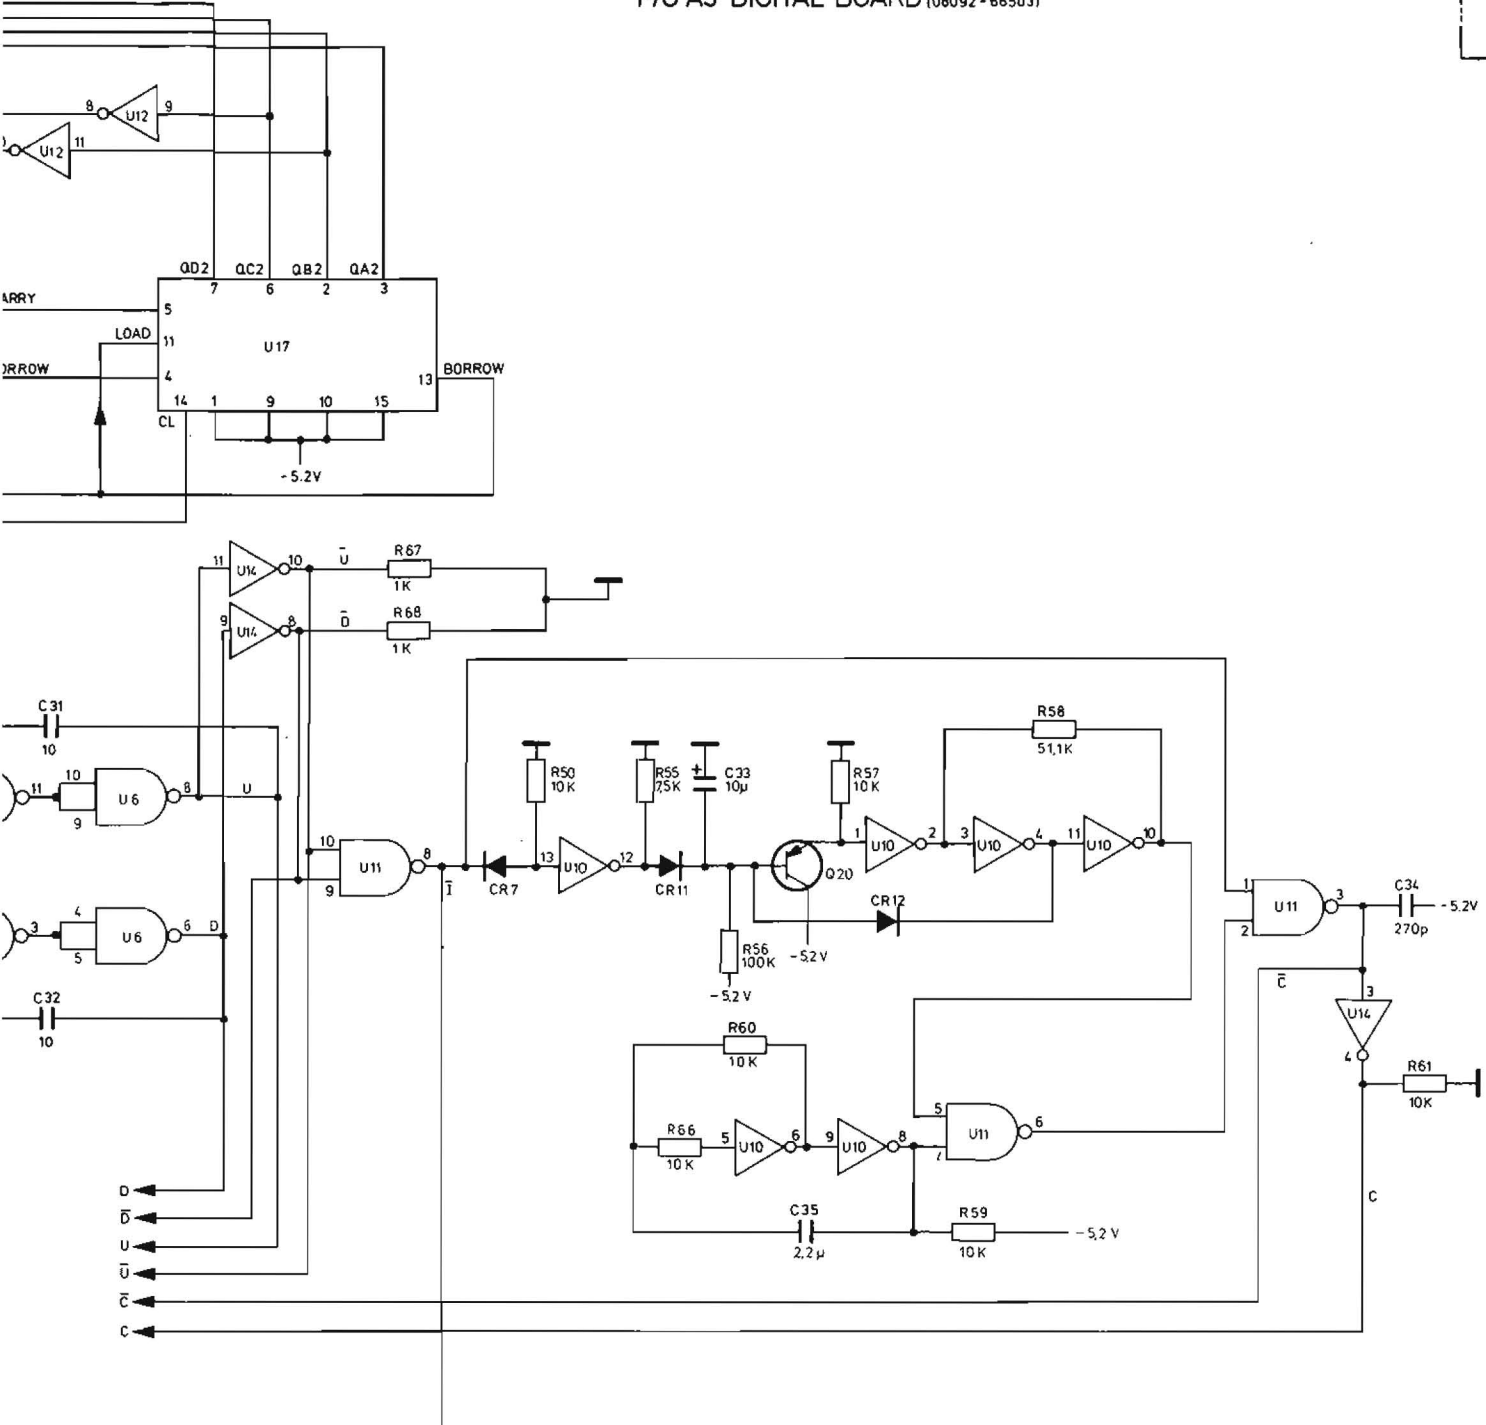 DIGITAL BOARD (08092-66503)
8 U12 9
U12 11
QD2 QC2 QB2 QA2
7 6 2 3
5
LOAD 11
U17
4
13 BORROW
14 1 9 10 15
CL
-5.2V
11 U14 10 U̅ R67
1K
9 U14 8 D̅ R68
1K
C31
10
R58
51,1K
R50
10K
R55
7,5K
+ C33
10µ
R57
10K
11 10 U6 8 U
9
10 U11 8
9
I̅
CR7
13 U10 12
CR11
Q20
1 U10 2
3 U10 4
11 U10 10
CR12
R56
100K
-5,2V
-5,2V
1 U11 3
2
C34
270p
-5.2V
3 4 U6 6 D
5
C32
10
C̅
3
U14
4
R61
10K
R60
10K
R66
10K
5 U10 6
9 U10 8
5 U11 6
4
C35
2,2µ
R59
10K
-5,2V
C
D
D̅
U
U̅
C̅
C